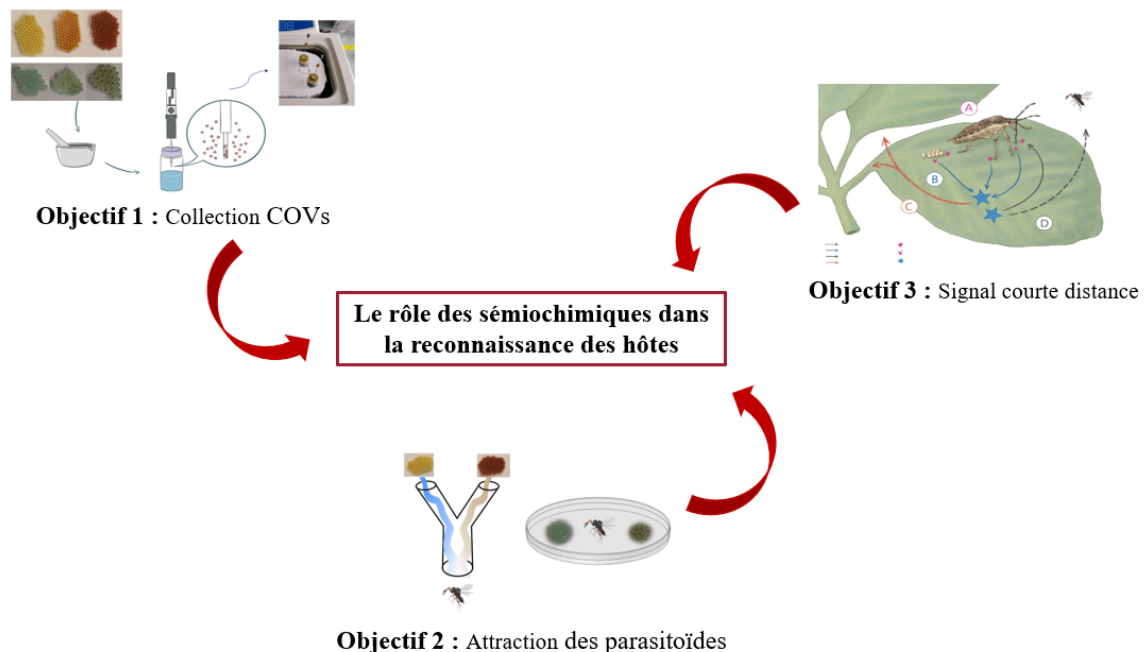 Objectif 1 : Collection COVs
A
B
C
D
Objectif 3 : Signal courte distance
Le rôle des sémiochimiques dans
la reconnaissance des hôtes
Objectif 2 : Attraction des parasitoïdes